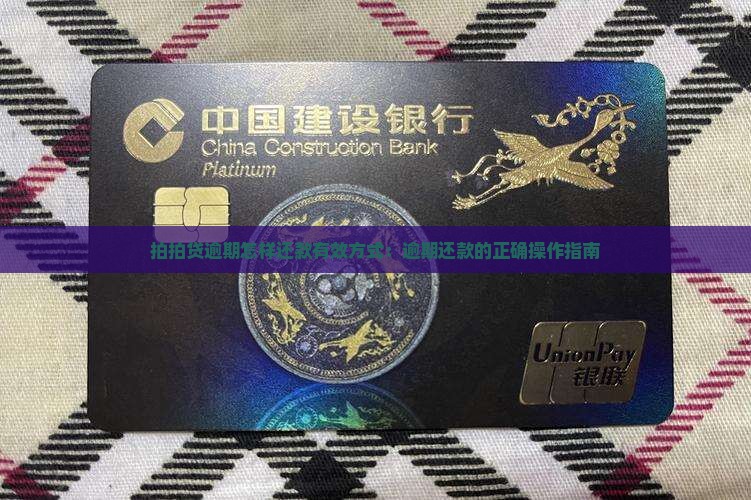 中国建设银行
China Construction Bank
Platinum
拍拍贷逾期怎样还款有效方式：逾期还款的正确操作指南
UnionPay
银联